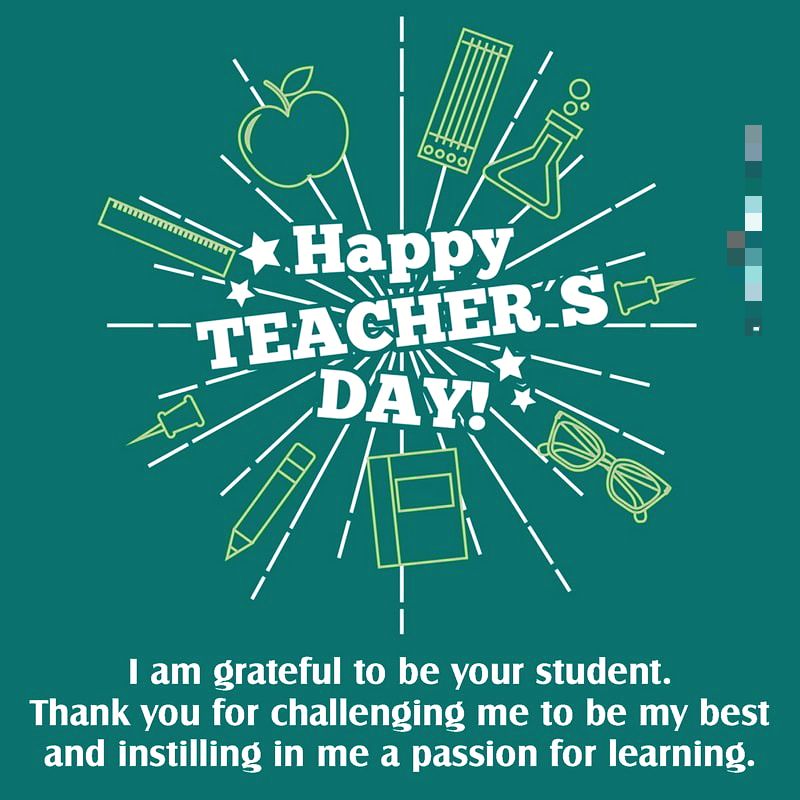 Happy
TEACHER´S
DAY!
I am grateful to be your student.
Thank you for challenging me to be my best
and instilling in me a passion for learning.